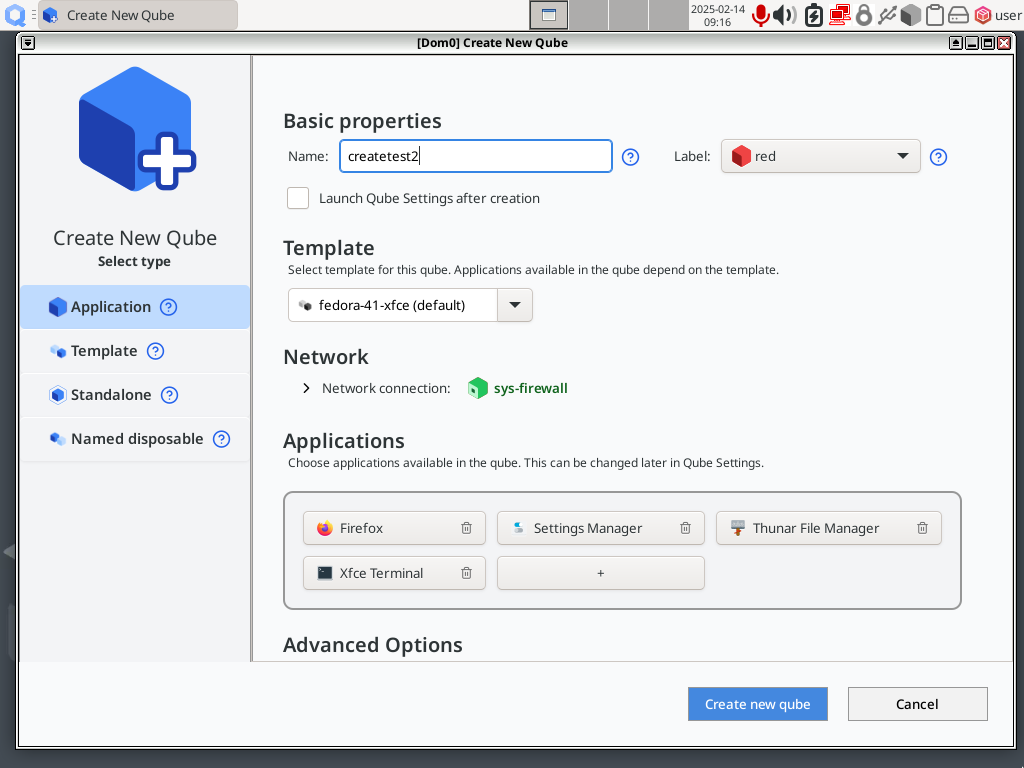 Create New Qube
2025-02-14
09:16
user
[Dom0] Create New Qube
Create New Qube
Select type
Application
Template
Standalone
Named disposable
Basic properties
Name: createtest2 Label: red
Launch Qube Settings after creation
Template
Select template for this qube. Applications available in the qube depend on the template.
fedora-41-xfce (default)
Network
Network connection: sys-firewall
Applications
Choose applications available in the qube. This can be changed later in Qube Settings.
Firefox Settings Manager Thunar File Manager
Xfce Terminal +
Advanced Options
Create new qube Cancel